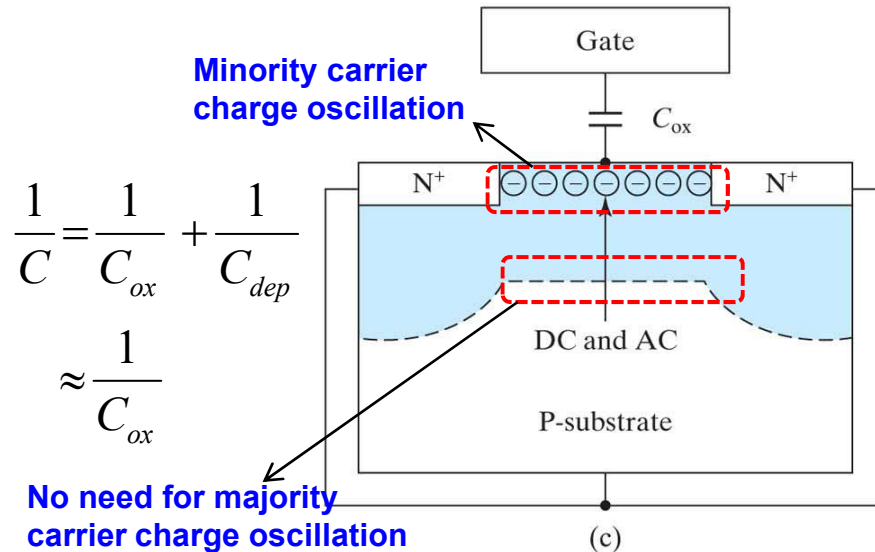 Gate
Minority carrier
charge oscillation
C_ox
N⁺
N⁺
1/C = 1/C_ox + 1/C_dep
≈ 1/C_ox
− − − − − − −
DC and AC
P-substrate
No need for majority
carrier charge oscillation
(c)